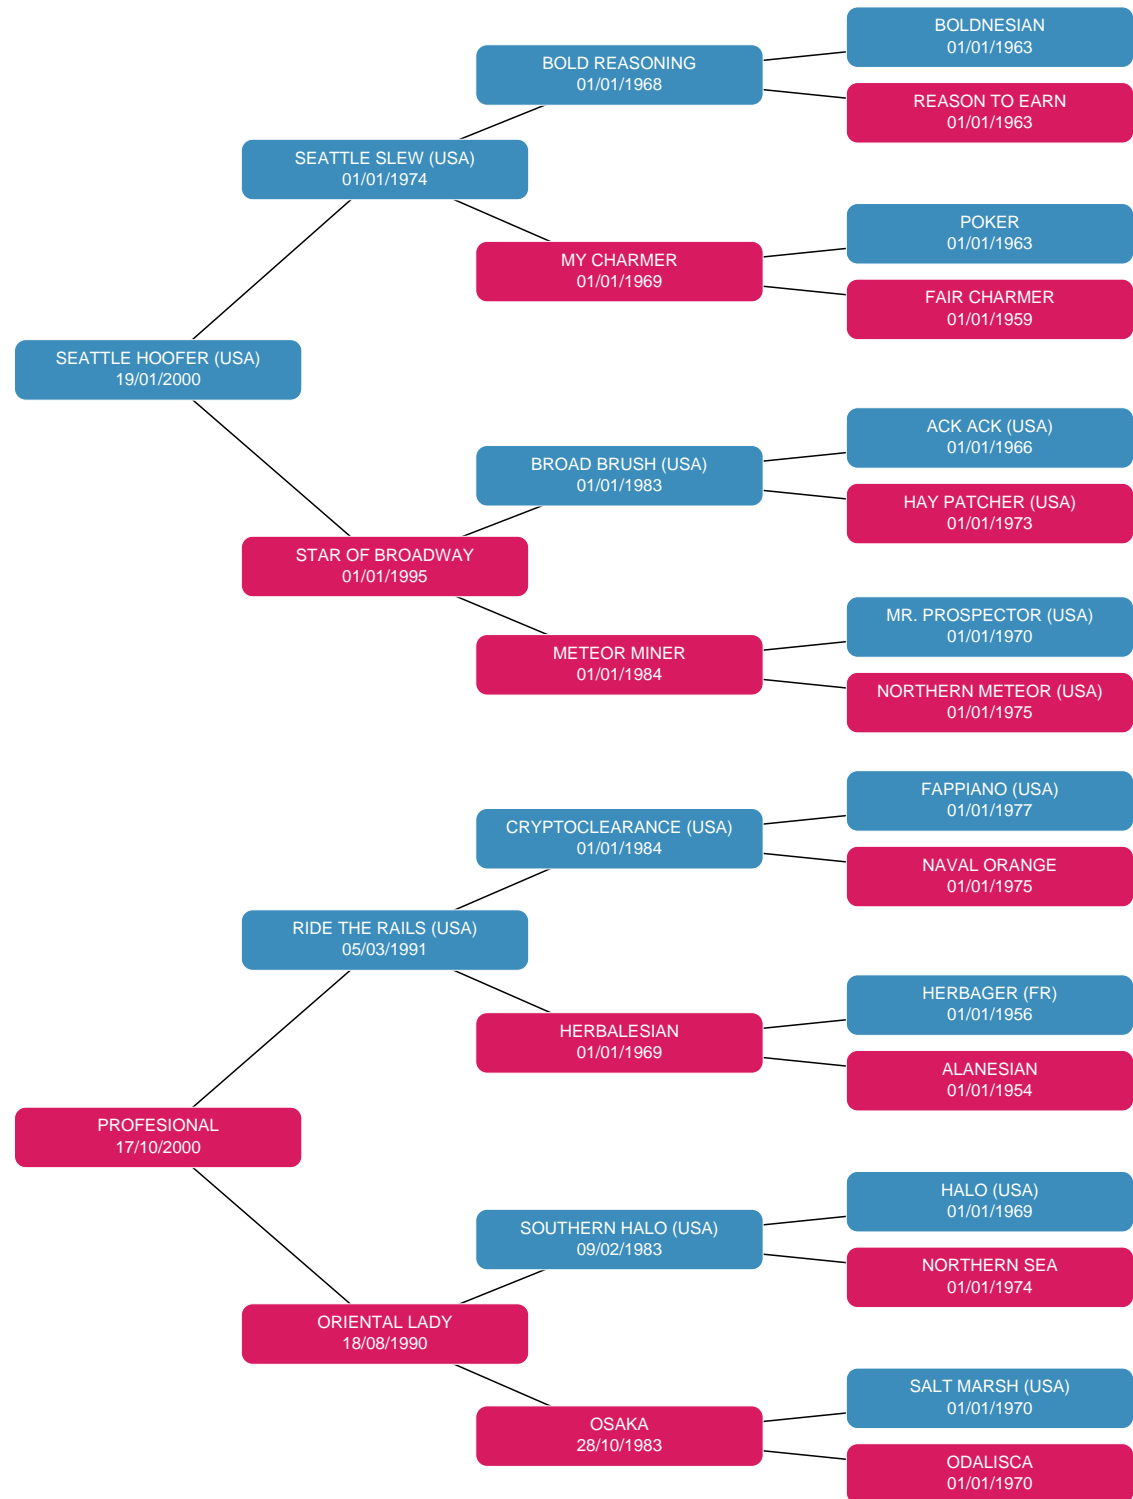 BOLDNESIAN
01/01/1963
BOLD REASONING
01/01/1968
REASON TO EARN
01/01/1963
SEATTLE SLEW (USA)
01/01/1974
POKER
01/01/1963
MY CHARMER
01/01/1969
FAIR CHARMER
01/01/1959
SEATTLE HOOFER (USA)
19/01/2000
ACK ACK (USA)
01/01/1966
BROAD BRUSH (USA)
01/01/1983
HAY PATCHER (USA)
01/01/1973
STAR OF BROADWAY
01/01/1995
MR. PROSPECTOR (USA)
01/01/1970
METEOR MINER
01/01/1984
NORTHERN METEOR (USA)
01/01/1975
FAPPIANO (USA)
01/01/1977
CRYPTOCLEARANCE (USA)
01/01/1984
NAVAL ORANGE
01/01/1975
RIDE THE RAILS (USA)
05/03/1991
HERBAGER (FR)
01/01/1956
HERBALESIAN
01/01/1969
ALANESIAN
01/01/1954
PROFESIONAL
17/10/2000
HALO (USA)
01/01/1969
SOUTHERN HALO (USA)
09/02/1983
NORTHERN SEA
01/01/1974
ORIENTAL LADY
18/08/1990
SALT MARSH (USA)
01/01/1970
OSAKA
28/10/1983
ODALISCA
01/01/1970